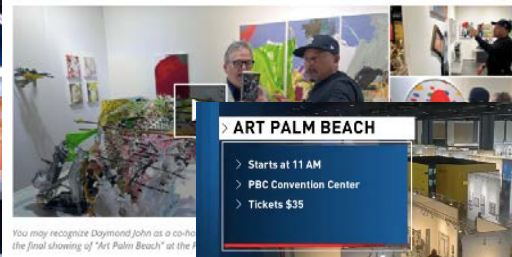 > ART PALM BEACH
> Starts at 11 AM
> PBC Convention Center
> Tickets $35
You may recognize Daymond John as a co-ho
the final showing of "Art Palm Beach" at the P